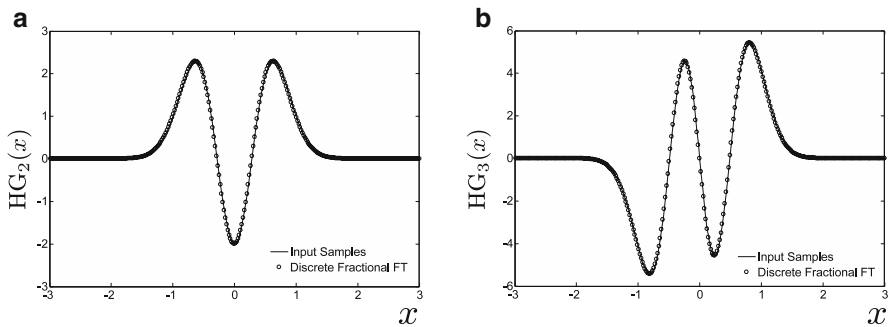 a
3
2
1
0
-1
-2
-3
HG₂(x)
-3 -2 -1 0 1 2 3
x
Input Samples
Discrete Fractional FT
b
6
4
2
0
-2
-4
-6
HG₃(x)
-3 -2 -1 0 1 2 3
x
Input Samples
Discrete Fractional FT